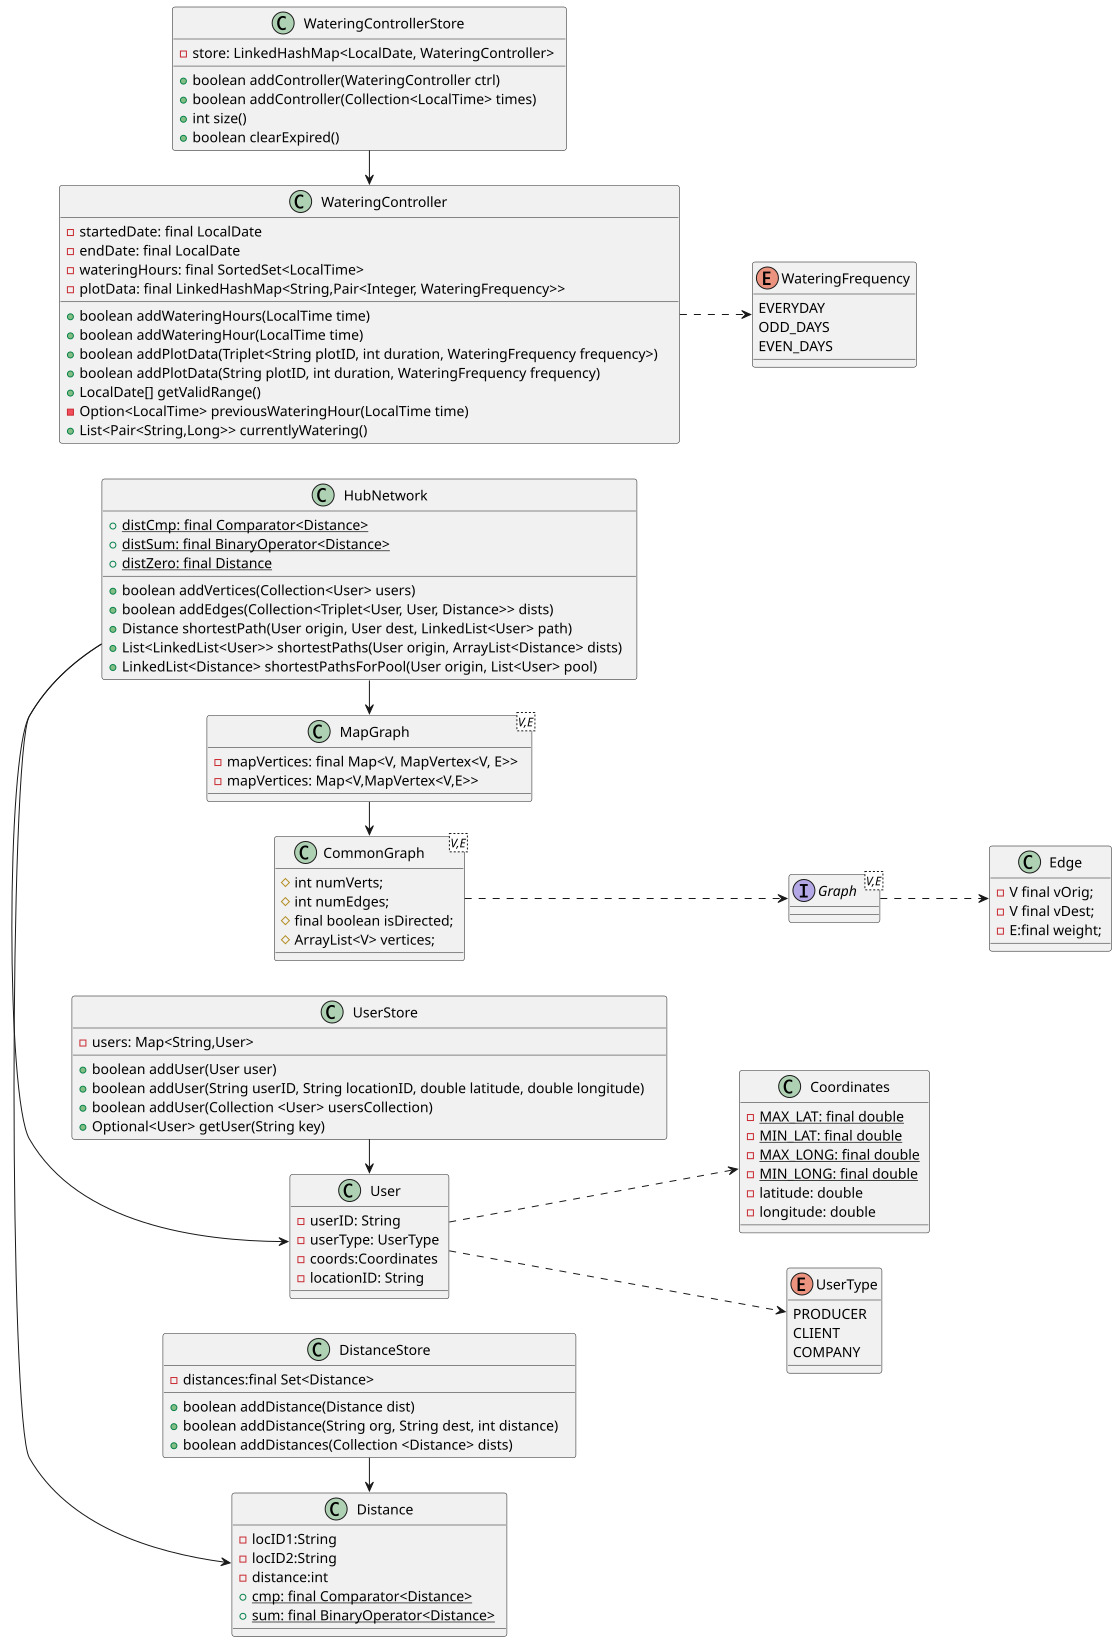 C WateringControllerStore
store: LinkedHashMap<LocalDate, WateringController>
boolean addController(WateringController ctrl)
boolean addController(Collection<LocalTime> times)
int size()
boolean clearExpired()
C WateringController
startedDate: final LocalDate
endDate: final LocalDate
wateringHours: final SortedSet<LocalTime>
plotData: final LinkedHashMap<String,Pair<Integer, WateringFrequency>>
boolean addWateringHours(LocalTime time)
boolean addWateringHour(LocalTime time)
boolean addPlotData(Triplet<String plotID, int duration, WateringFrequency frequency>)
boolean addPlotData(String plotID, int duration, WateringFrequency frequency)
LocalDate[] getValidRange()
Option<LocalTime> previousWateringHour(LocalTime time)
List<Pair<String,Long>> currentlyWatering()
E WateringFrequency
EVERYDAY
ODD_DAYS
EVEN_DAYS
C HubNetwork
distCmp: final Comparator<Distance>
distSum: final BinaryOperator<Distance>
distZero: final Distance
boolean addVertices(Collection<User> users)
boolean addEdges(Collection<Triplet<User, User, Distance>> dists)
Distance shortestPath(User origin, User dest, LinkedList<User> path)
List<LinkedList<User>> shortestPaths(User origin, ArrayList<Distance> dists)
LinkedList<Distance> shortestPathsForPool(User origin, List<User> pool)
C MapGraph V,E
mapVertices: final Map<V, MapVertex<V, E>>
mapVertices: Map<V,MapVertex<V,E>>
C CommonGraph V,E
int numVerts;
int numEdges;
final boolean isDirected;
ArrayList<V> vertices;
I Graph V,E
C Edge
V final vOrig;
V final vDest;
E:final weight;
C UserStore
users: Map<String,User>
boolean addUser(User user)
boolean addUser(String userID, String locationID, double latitude, double longitude)
boolean addUser(Collection <User> usersCollection)
Optional<User> getUser(String key)
C User
userID: String
userType: UserType
coords:Coordinates
locationID: String
C Coordinates
MAX_LAT: final double
MIN_LAT: final double
MAX_LONG: final double
MIN_LONG: final double
latitude: double
longitude: double
E UserType
PRODUCER
CLIENT
COMPANY
C DistanceStore
distances:final Set<Distance>
boolean addDistance(Distance dist)
boolean addDistance(String org, String dest, int distance)
boolean addDistances(Collection <Distance> dists)
C Distance
locID1:String
locID2:String
distance:int
cmp: final Comparator<Distance>
sum: final BinaryOperator<Distance>